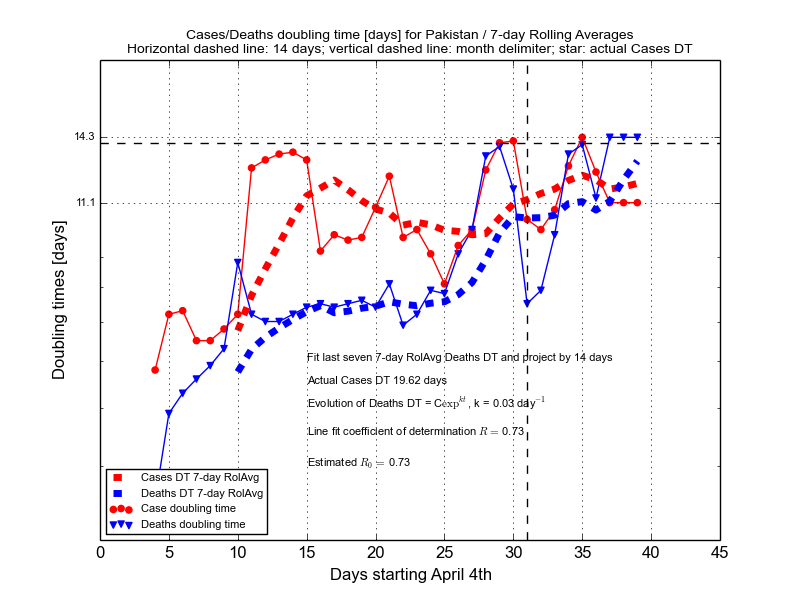 Cases/Deaths doubling time [days] for Pakistan / 7-day Rolling Averages
Horizontal dashed line: 14 days; vertical dashed line: month delimiter; star: actual Cases DT
14.3
11.1
Doubling times [days]
Fit last seven 7-day RolAvg Deaths DT and project by 14 days
Actual Cases DT 19.62 days
Evolution of Deaths DT = Cexp^{kt}, k = 0.03 day^{-1}
Line fit coefficient of determination R = 0.73
Estimated R_0 = 0.73
Cases DT 7-day RolAvg
Deaths DT 7-day RolAvg
Case doubling time
Deaths doubling time
0 5 10 15 20 25 30 35 40 45
Days starting April 4th